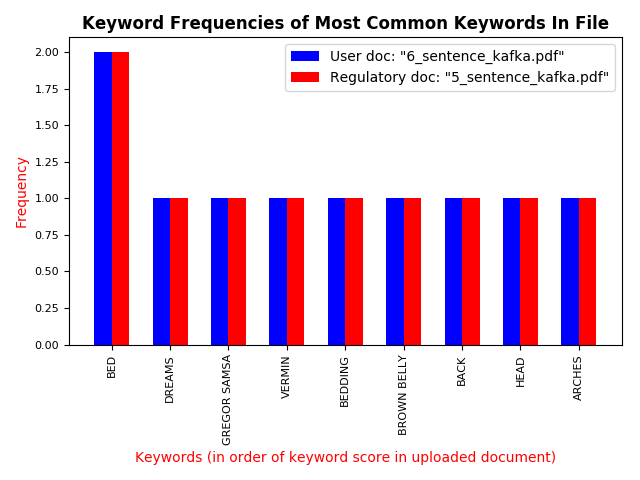 Keyword Frequencies of Most Common Keywords In File
User doc: "6_sentence_kafka.pdf"
Regulatory doc: "5_sentence_kafka.pdf"
Frequency
2.00
1.75
1.50
1.25
1.00
0.75
0.50
0.25
0.00
BED
DREAMS
GREGOR SAMSA
VERMIN
BEDDING
BROWN BELLY
BACK
HEAD
ARCHES
Keywords (in order of keyword score in uploaded document)